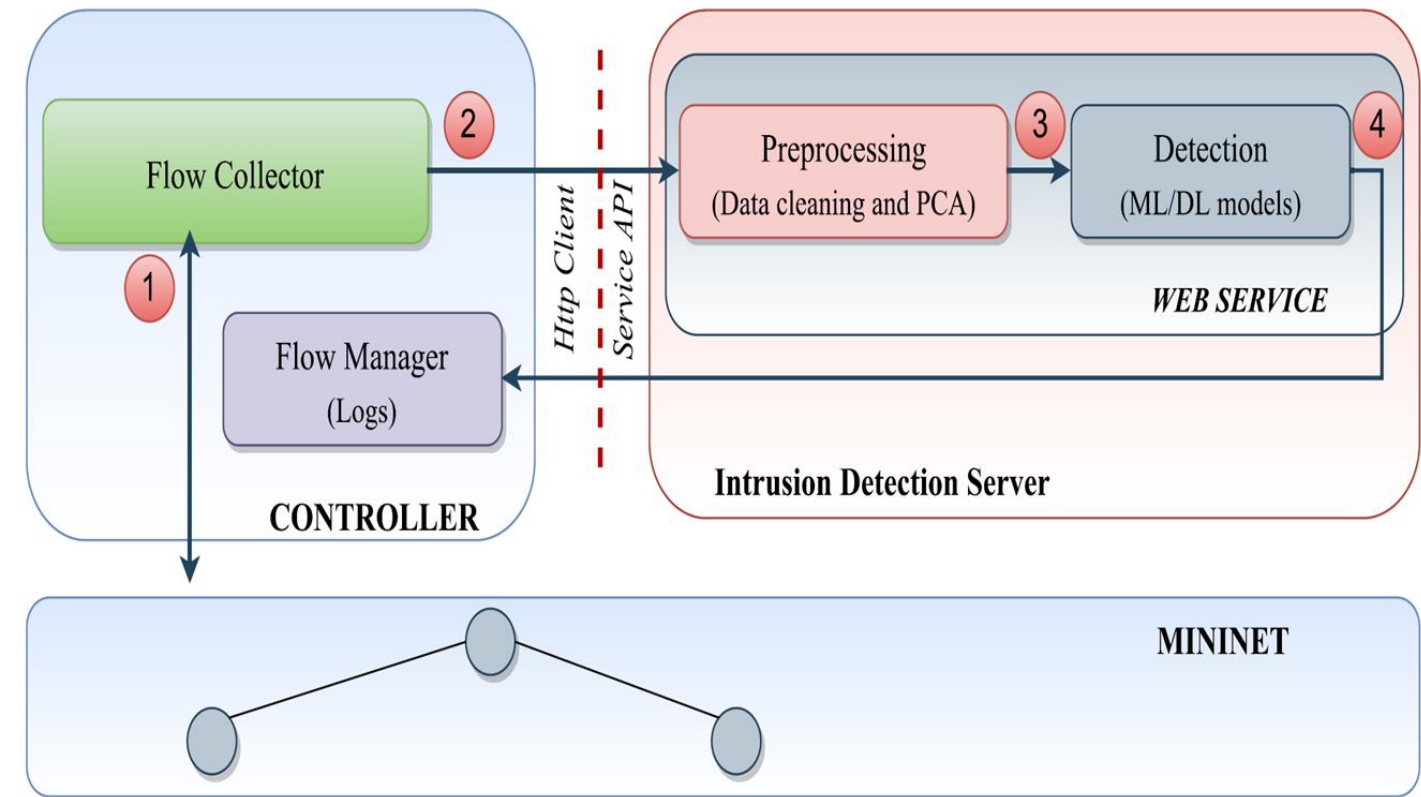 Flow Collector
2
1
Flow Manager
(Logs)
CONTROLLER
Http Client
Service API
Preprocessing
(Data cleaning and PCA)
3
Detection
(ML/DL models)
4
WEB SERVICE
Intrusion Detection Server
MININET